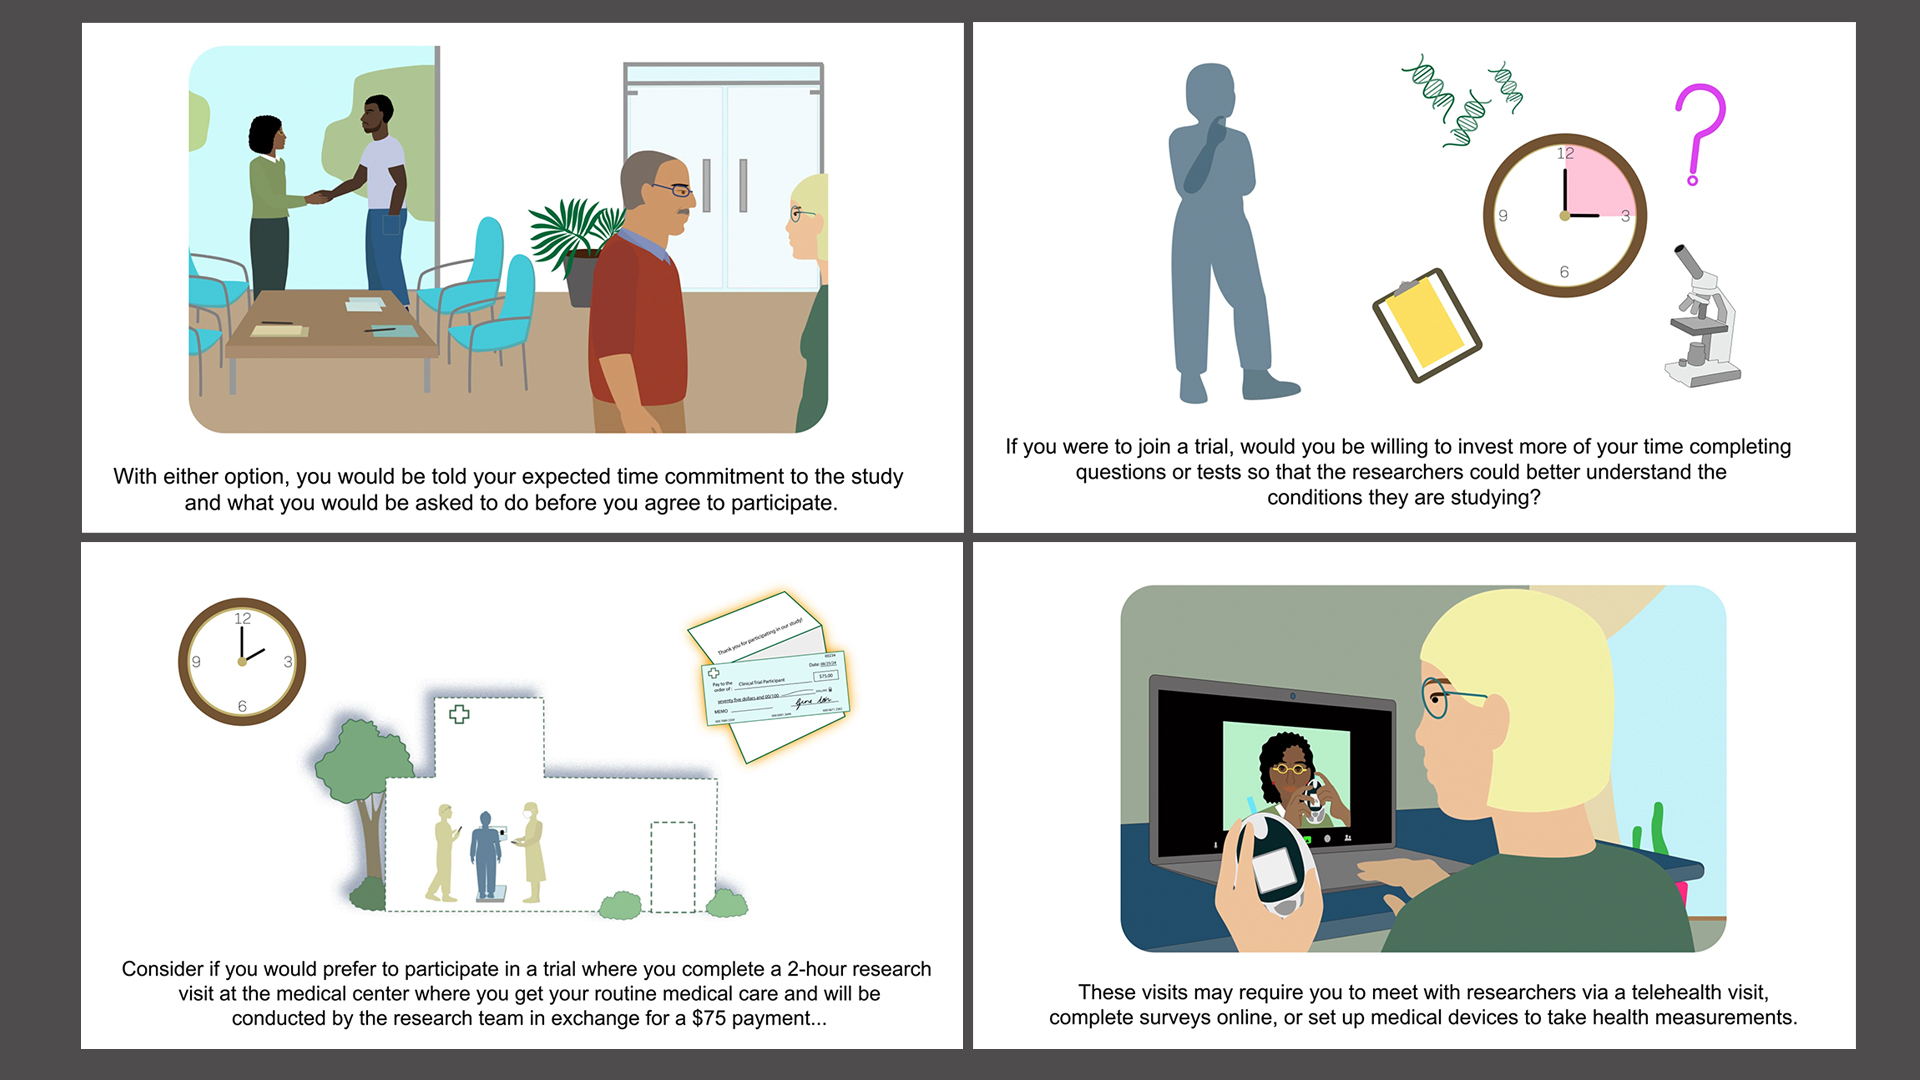 With either option, you would be told your expected time commitment to the study
and what you would be asked to do before you agree to participate.
12
3
6
9
If you were to join a trial, would you be willing to invest more of your time completing
questions or tests so that the researchers could better understand the
conditions they are studying?
12
3
6
9
Thank you for participating in our study!
Date:
Pay to the
order of:
Clinical Trial Participant
$75.00
seventy five dollars and 00/100
MEMO
Consider if you would prefer to participate in a trial where you complete a 2-hour research
visit at the medical center where you get your routine medical care and will be
conducted by the research team in exchange for a $75 payment...
These visits may require you to meet with researchers via a telehealth visit,
complete surveys online, or set up medical devices to take health measurements.